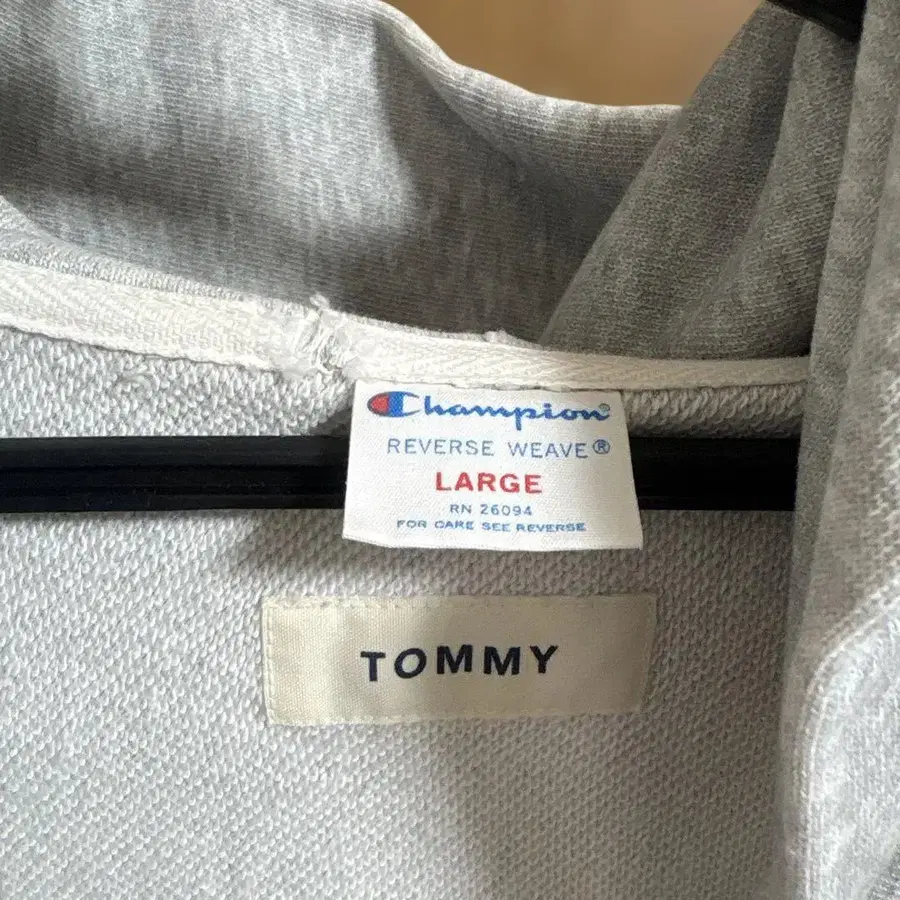 Champion®
REVERSE WEAVE®
LARGE
RN 26094
FOR CARE SEE REVERSE
TOMMY